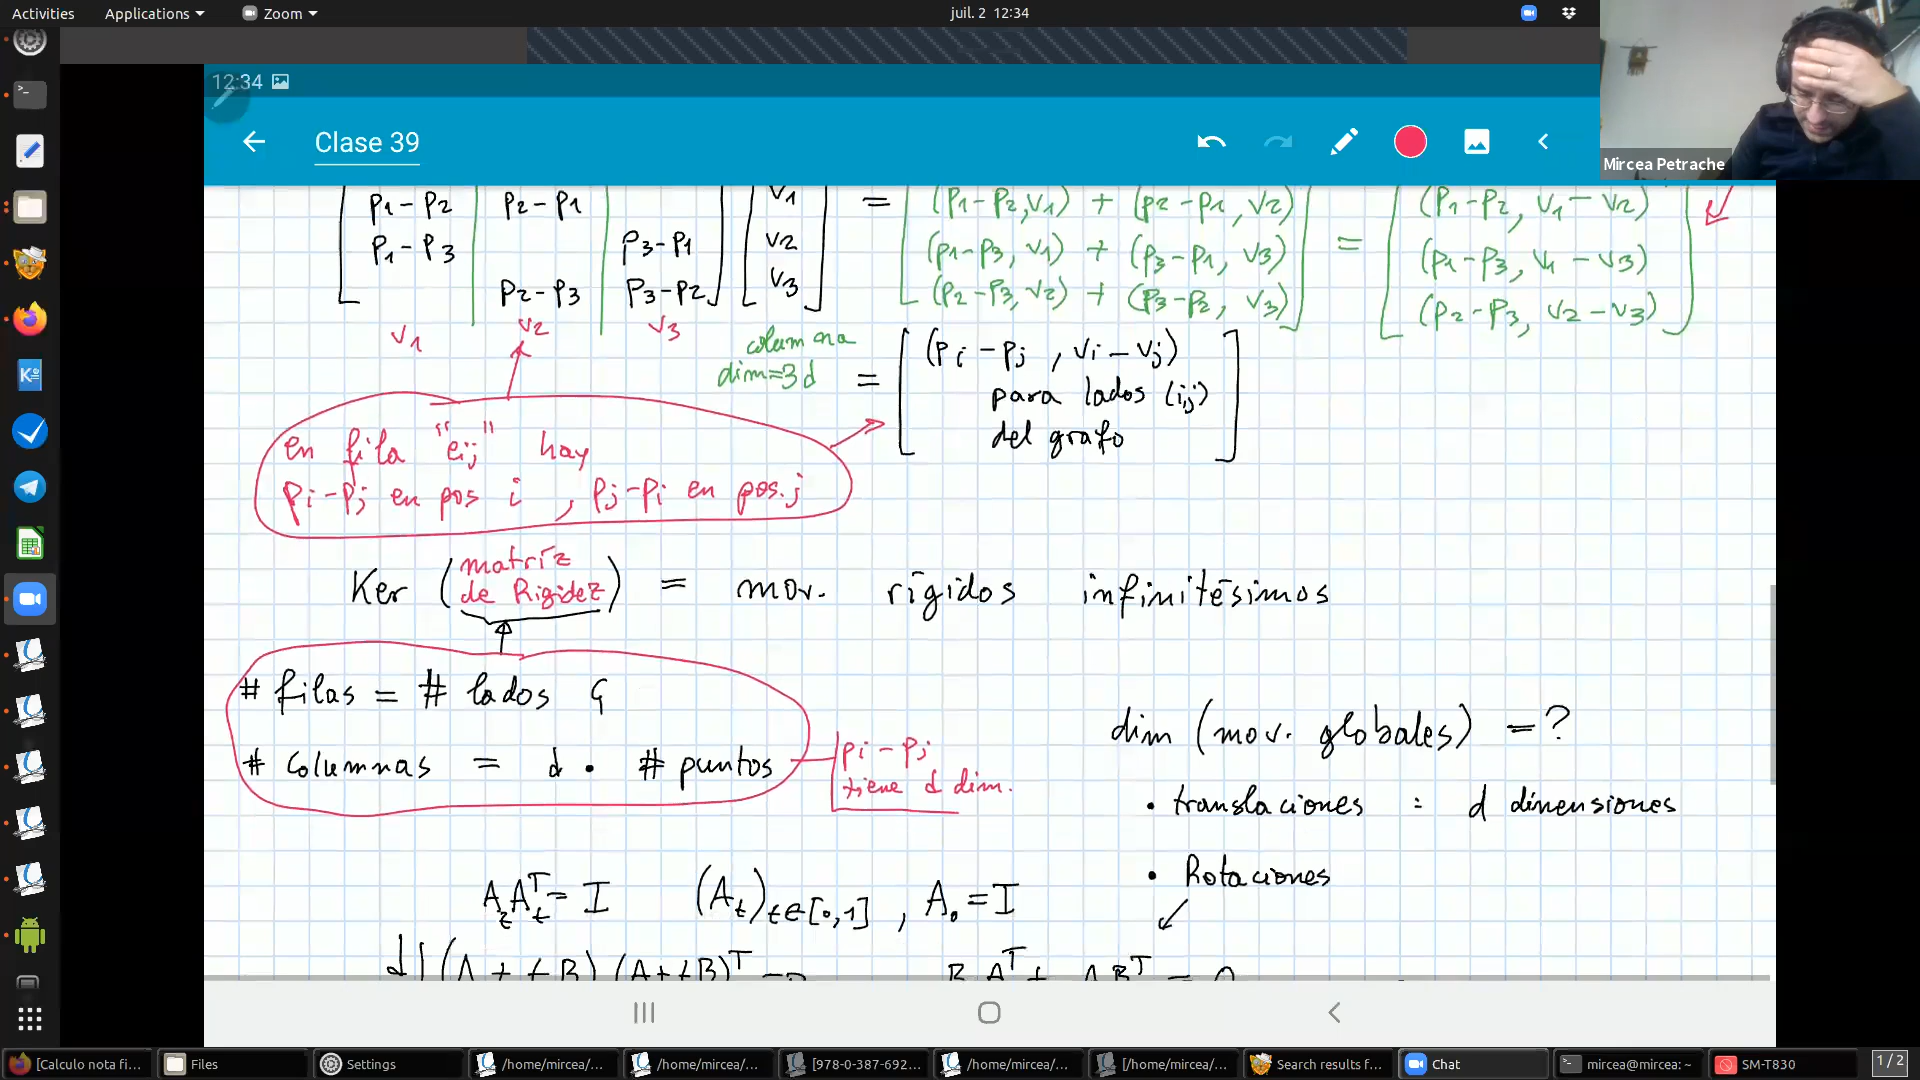 Activities Applications Zoom juil. 2 12:34
12:34
Clase 39
Mircea Petrache
p1-p2 p2-p1 v1 = (p1-p2,v1) + (p2-p1,v2) (p1-p2, v1-v2)
p1-p3 p3-p1 v2 (p1-p3, v1) + (p3-p1, v3) = (p1-p3, v1-v3)
p2-p3 p3-p2 v3 (p2-p3,v2) + (p3-p2, v3) (p2-p3, v2-v3)
v1 v2 v3
columna
dim=3d
= (pi-pj, vi-vj)
para lados (i,j)
del grafo
en fila "eij" hay
pi-pj en pos i, pj-pi en pos. j
Ker (matriz de Rigidez) = mov. rígidos infinitésimos
# filas = # lados G
# columnas = d · # puntos
pi-pj
tiene d dim.
dim (mov. globales) = ?
• translaciones : d dimensiones
• Rotaciones
AtAtT = I (At)t∈[0,1], A0=I
(A+tB)(A+tB)T BAT + ABT = 0
[Calculo nota fi... Files Settings /home/mircea/... /home/mircea/... [978-0-387-692... /home/mircea/... [/home/mircea/... Search results f... Chat mircea@mircea: ~ SM-T830 1/2